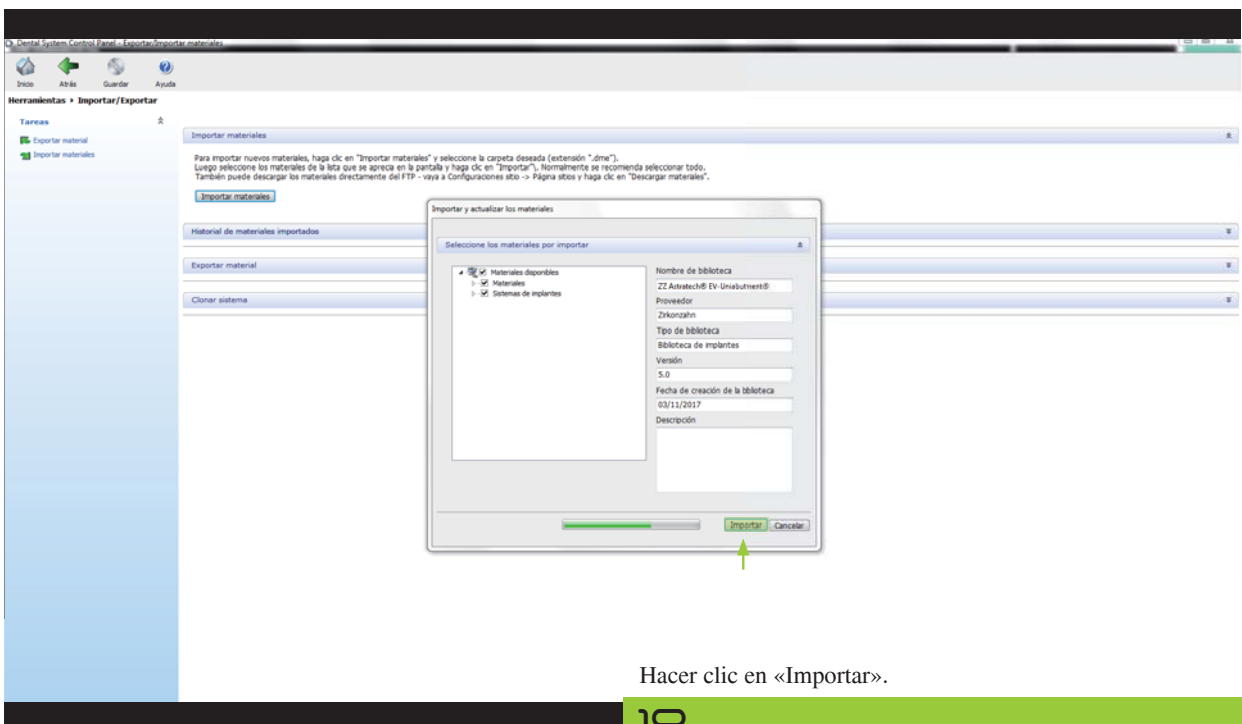 Dental System Control Panel - Exportar/Importar materiales
Inicio
Atrás
Guardar
Ayuda
Herramientas ▸ Importar/Exportar
Tareas
Exportar material
Importar materiales
Importar materiales
Para importar nuevos materiales, haga clic en "Importar materiales" y seleccione la carpeta deseada (extensión ".dme").
Luego seleccione los materiales de la lista que se aprecia en la pantalla y haga clic en "Importar"\. Normalmente se recomienda seleccionar todo.
También puede descargar los materiales directamente del FTP - vaya a Configuraciones sitio -> Página sitios y haga clic en "Descargar materiales".
Importar materiales
Historial de materiales importados
Exportar material
Clonar sistema
Importar y actualizar los materiales
Seleccione los materiales por importar
Materiales disponibles
Materiales
Sistemas de implantes
Nombre de biblioteca
ZZ Astratech® EV-Uniabutment®
Proveedor
Zirkonzahn
Tipo de biblioteca
Biblioteca de implantes
Versión
5.0
Fecha de creación de la biblioteca
03/11/2017
Descripción
Importar
Cancelar
Hacer clic en «Importar».